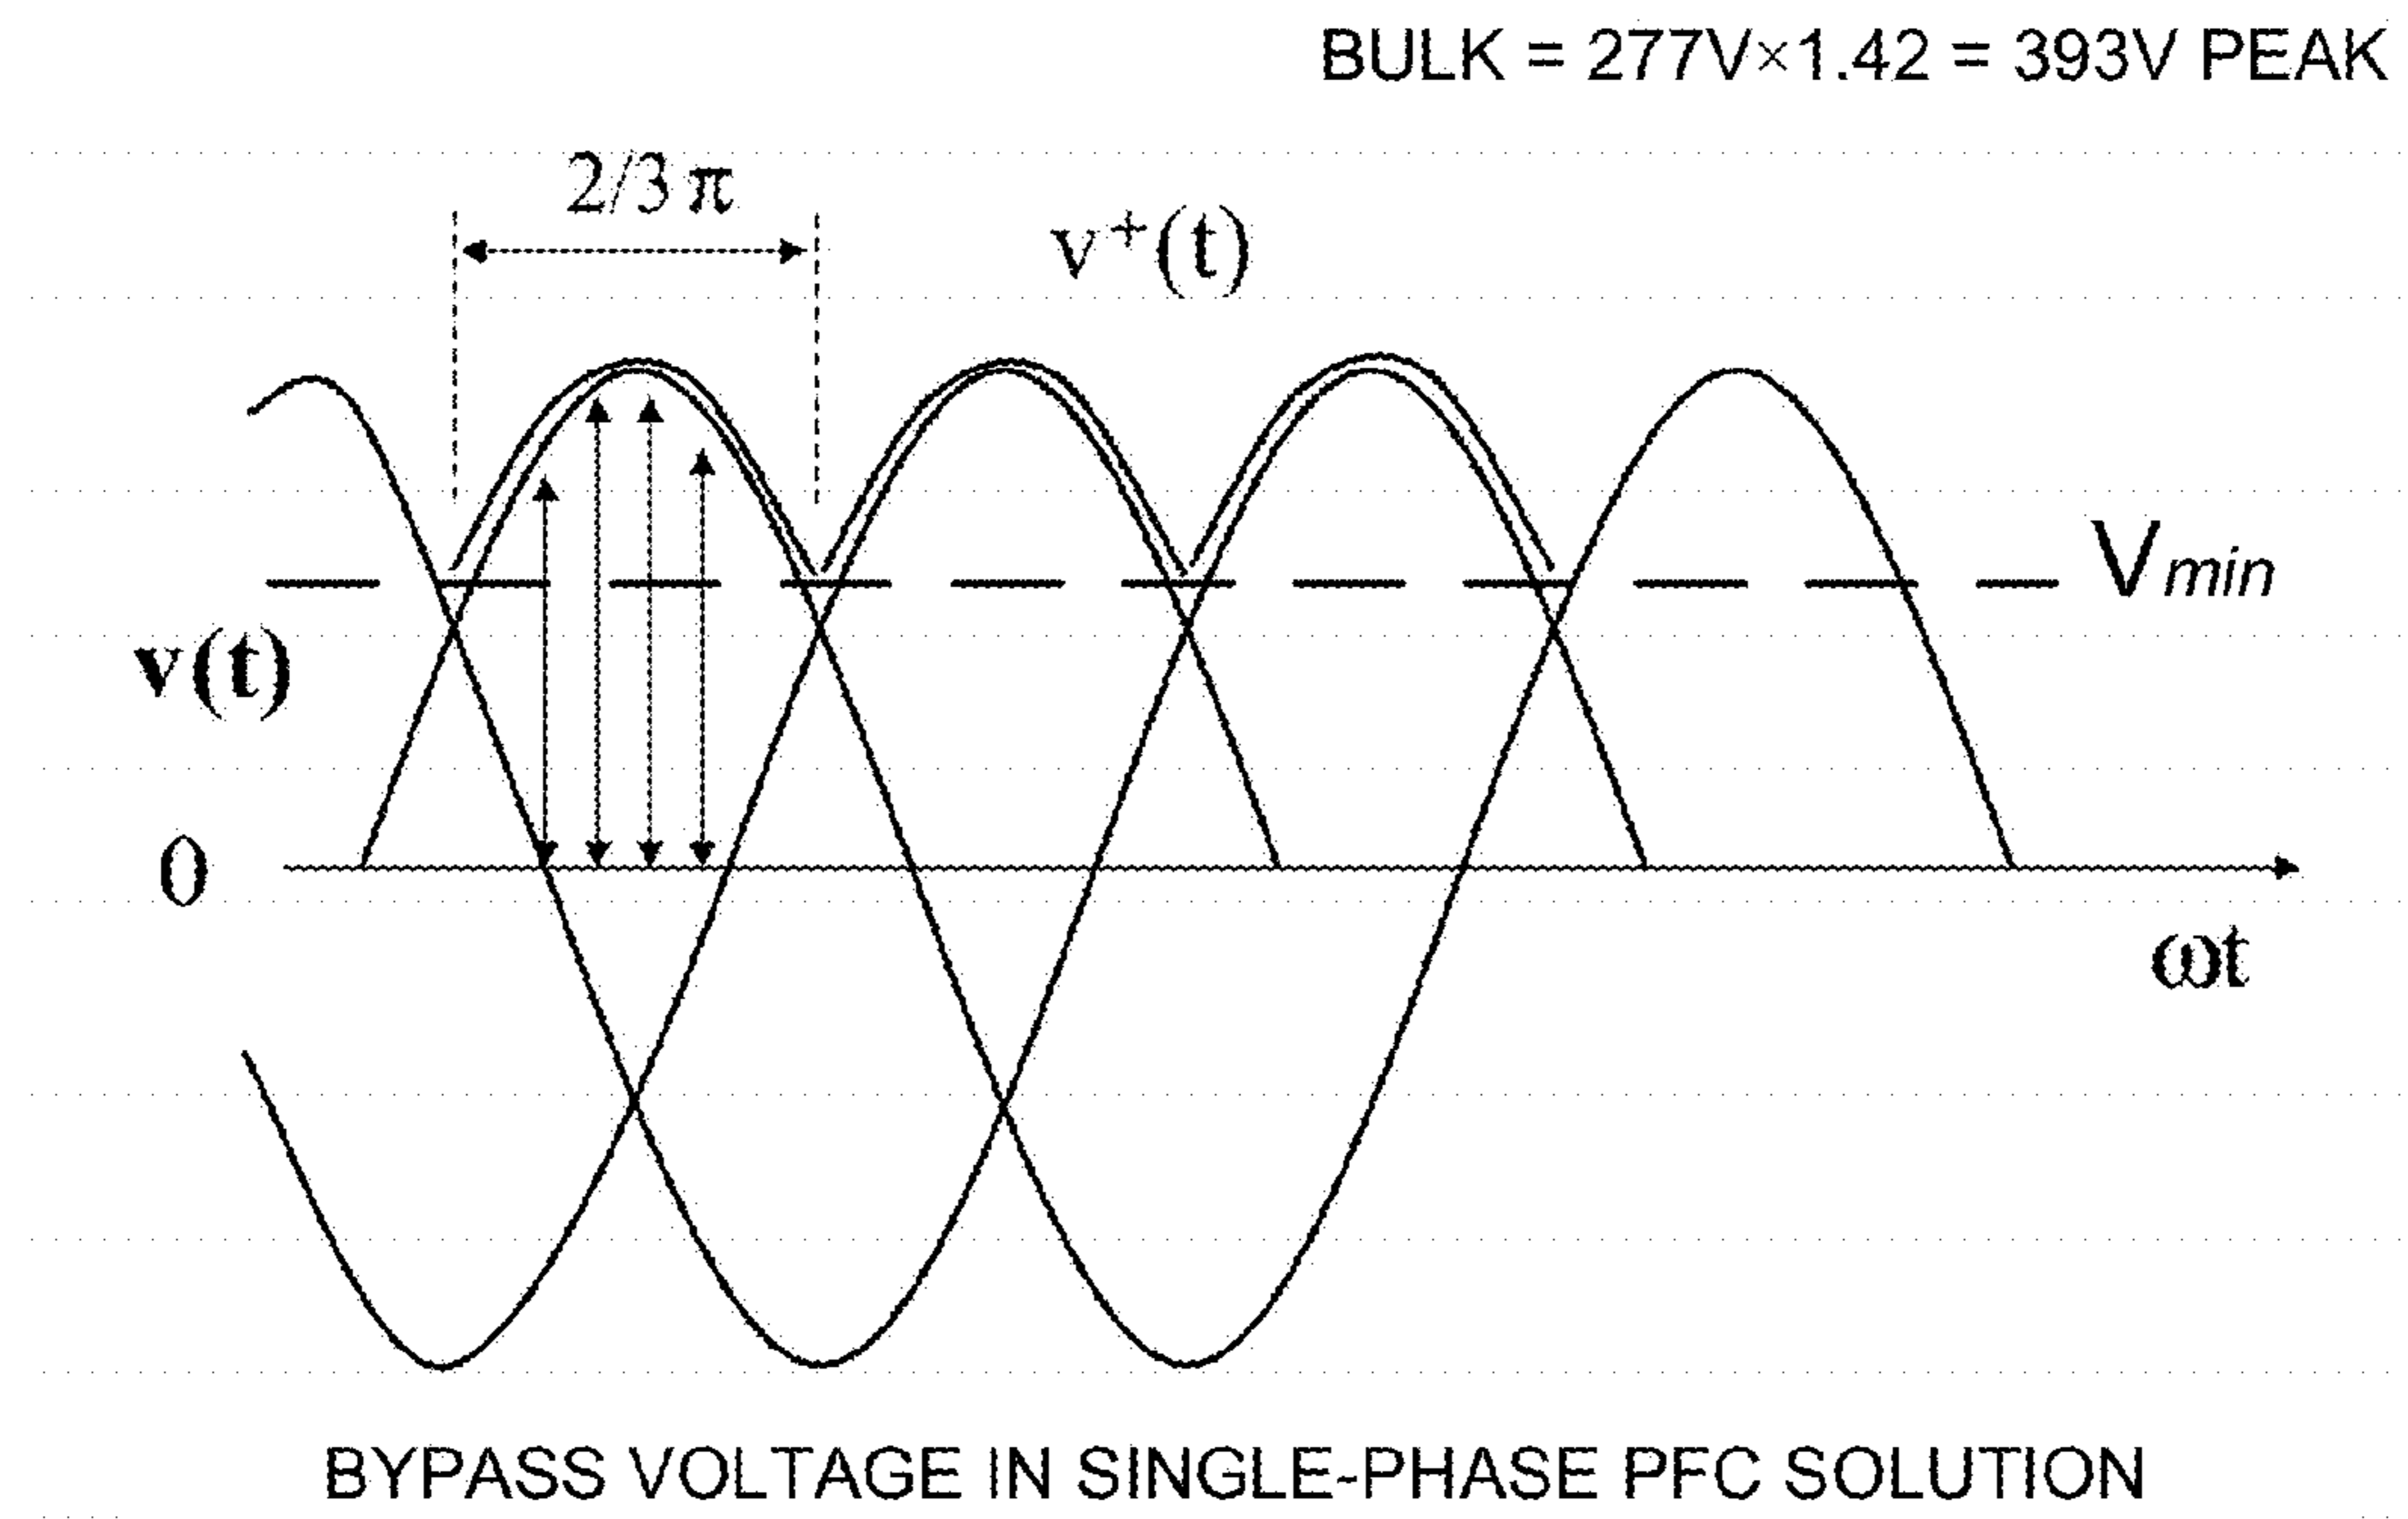 BULK = 277V×1.42 = 393V PEAK
2/3 π
v⁺(t)
Vmin
v(t)
0
ωt
BYPASS VOLTAGE IN SINGLE-PHASE PFC SOLUTION